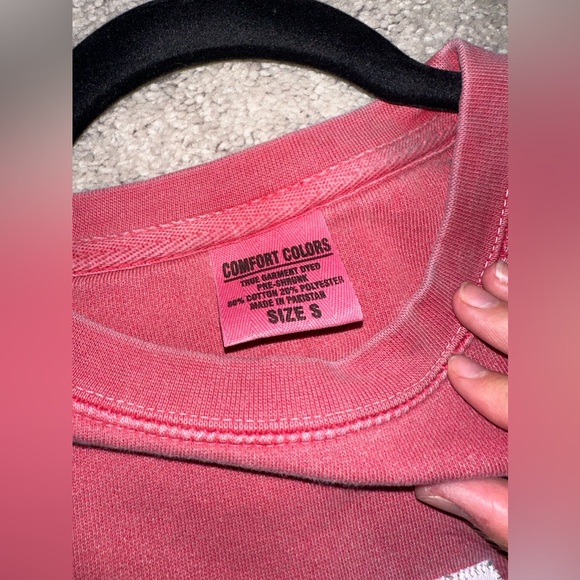 COMFORT COLORS
TRUE GARMENT DYED
PRE-SHRUNK
80% COTTON 20% POLYESTER
MADE IN PAKISTAN
SIZE S